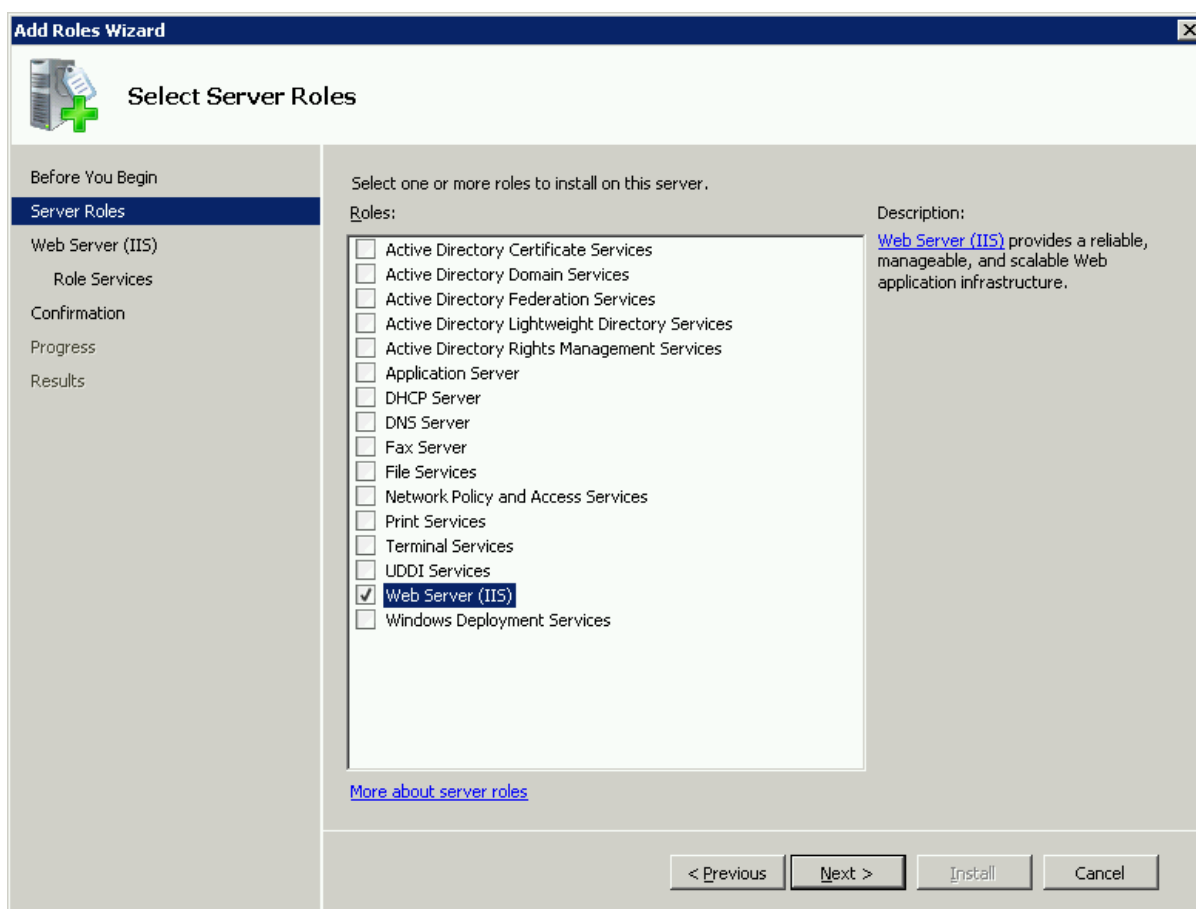 Add Roles Wizard
Select Server Roles
Before You Begin
Server Roles
Web Server (IIS)
Role Services
Confirmation
Progress
Results
Select one or more roles to install on this server.
Roles:
Active Directory Certificate Services
Active Directory Domain Services
Active Directory Federation Services
Active Directory Lightweight Directory Services
Active Directory Rights Management Services
Application Server
DHCP Server
DNS Server
Fax Server
File Services
Network Policy and Access Services
Print Services
Terminal Services
UDDI Services
Web Server (IIS)
Windows Deployment Services
More about server roles
Description:
Web Server (IIS) provides a reliable,
manageable, and scalable Web
application infrastructure.
< Previous
Next >
Install
Cancel